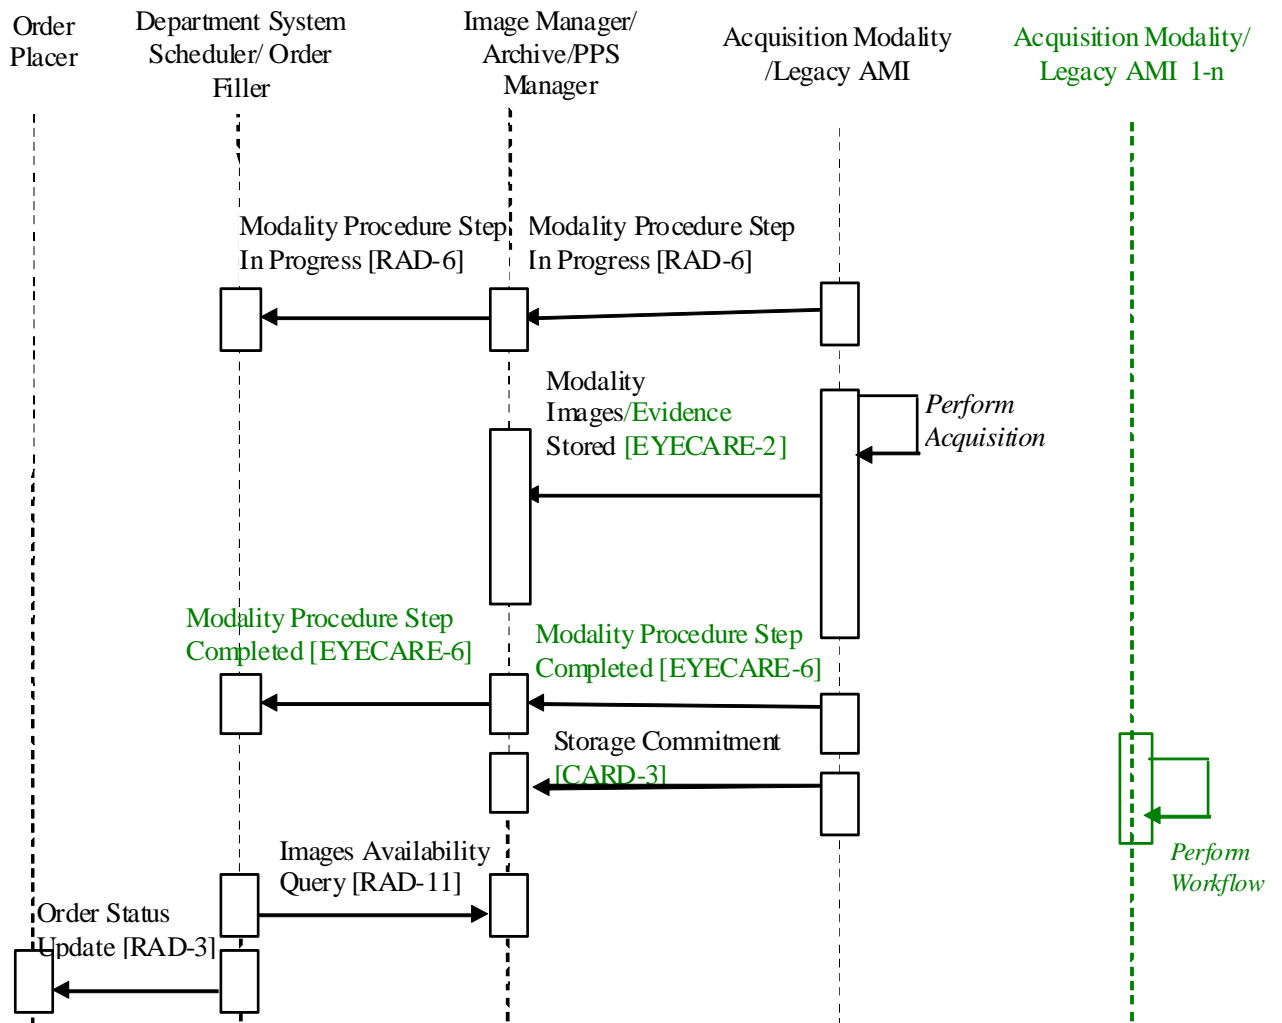 Order
Placer
Department System
Scheduler/ Order
Filler
Image Manager/
Archive/PPS
Manager
Acquisition Modality
/Legacy AMI
Acquisition Modality/
Legacy AMI 1-n
Modality Procedure Step
In Progress [RAD-6]
Modality Procedure Step
In Progress [RAD-6]
Modality
Images/Evidence
Stored [EYECARE-2]
Perform
Acquisition
Modality Procedure Step
Completed [EYECARE-6]
Modality Procedure Step
Completed [EYECARE-6]
Storage Commitment
[CARD-3]
Images Availability
Query [RAD-11]
Perform
Workflow
Order Status
Update [RAD-3]